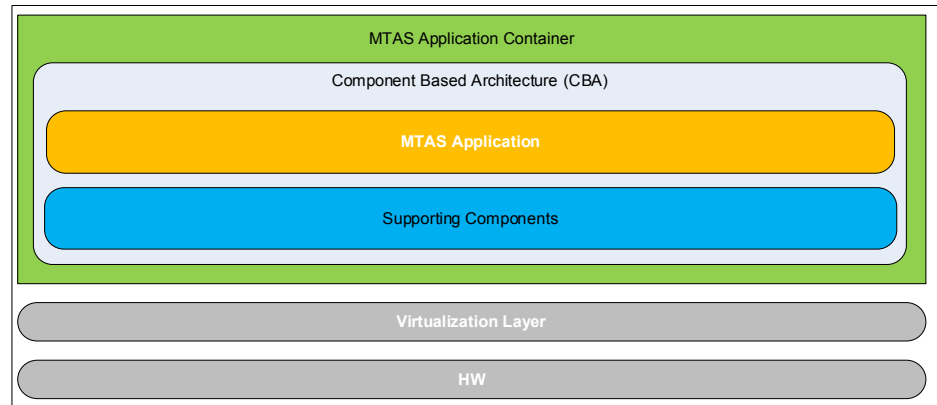 MTAS Application Container
Component Based Architecture (CBA)
MTAS Application
Supporting Components
Virtualization Layer
HW